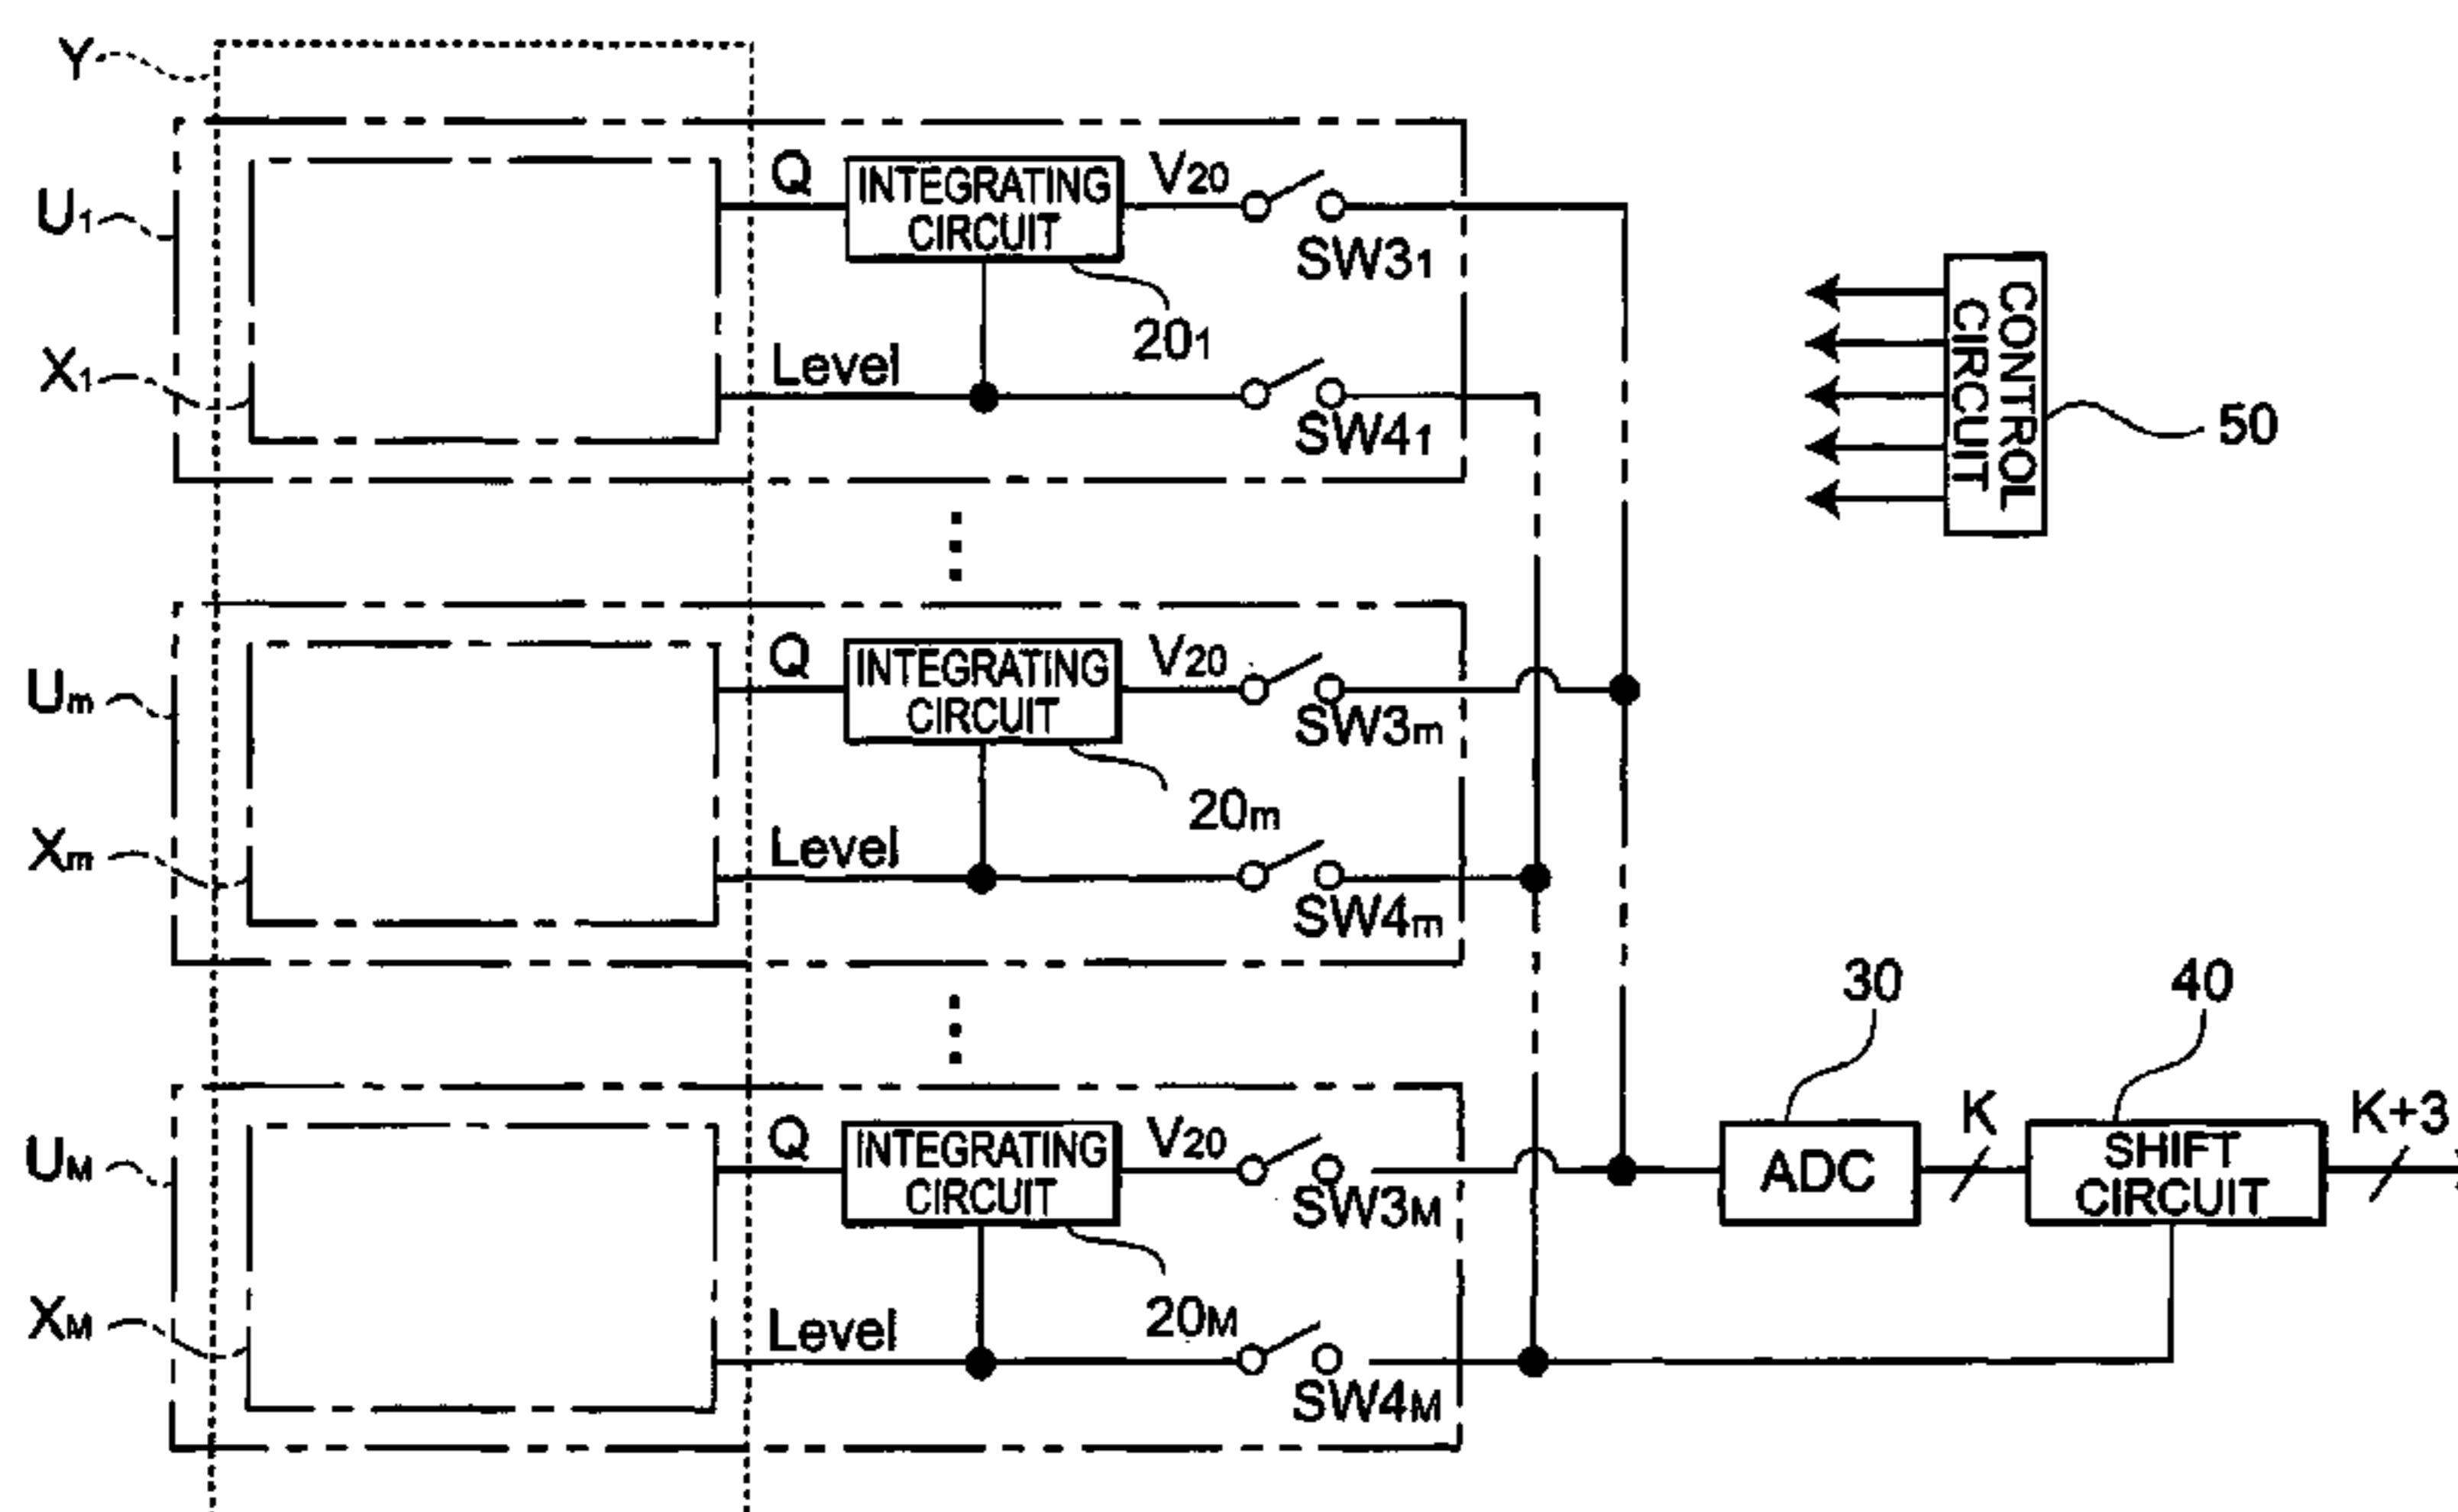 Y
U1
X1
Q
INTEGRATING
CIRCUIT
V20
SW31
201
Level
SW41
CONTROL
CIRCUIT
50
Um
Xm
Q
INTEGRATING
CIRCUIT
V20
SW3m
20m
Level
SW4m
UM
XM
Q
INTEGRATING
CIRCUIT
V20
SW3M
20M
Level
SW4M
30
40
ADC
K
SHIFT
CIRCUIT
K+3